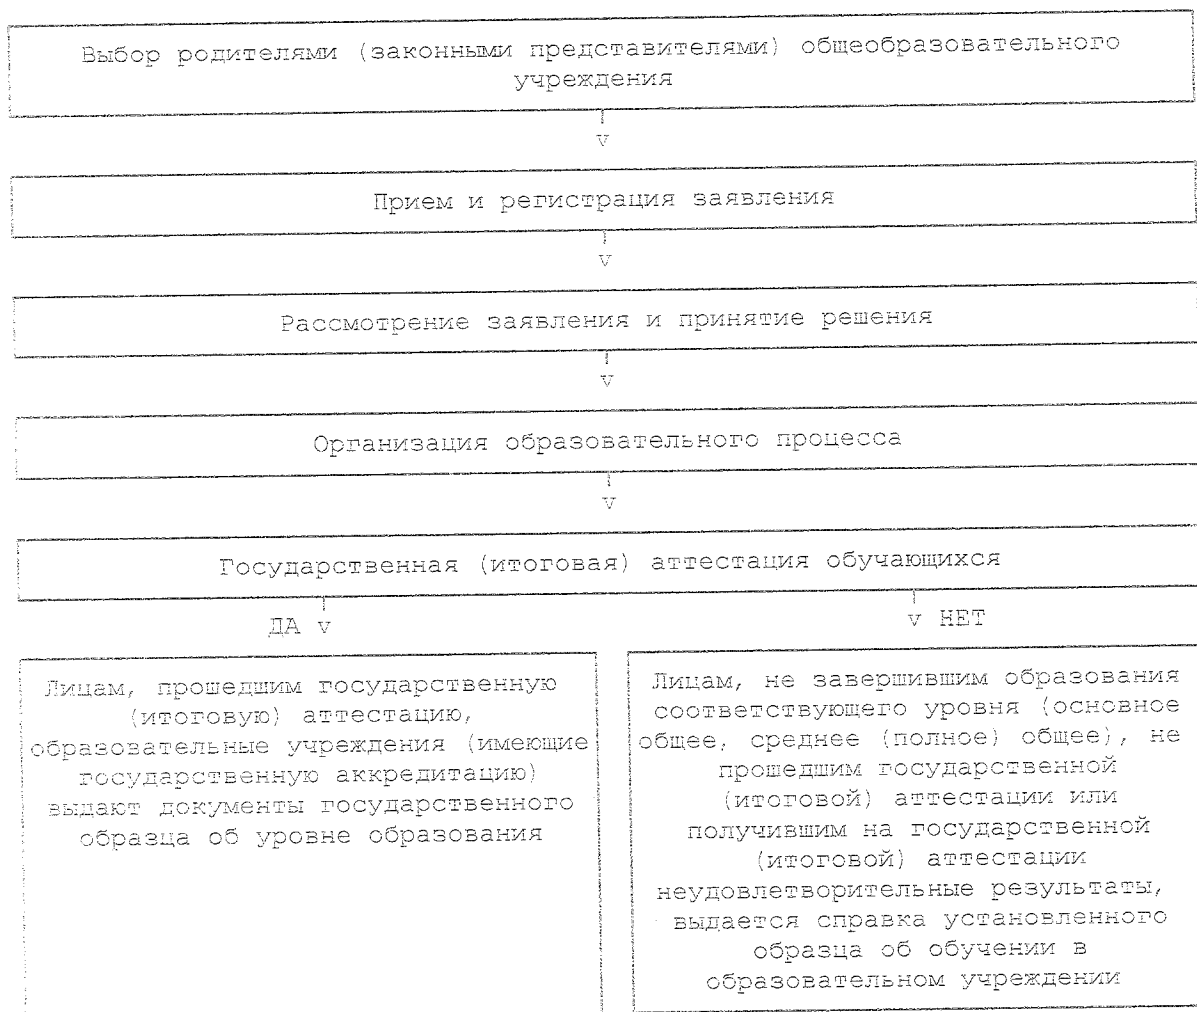 Выбор родителями (законными представителями) общеобразовательного
учреждения
v
Прием и регистрация заявления
v
Рассмотрение заявления и принятие решения
v
Организация образовательного процесса
v
Государственная (итоговая) аттестация обучающихся
ДА v
v НЕТ
Лицам, прошедшим государственную
(итоговую) аттестацию,
образовательные учреждения (имеющие
государственную аккредитацию)
выдают документы государственного
образца об уровне образования
Лицам, не завершившим образования
соответствующего уровня (основное
общее, среднее (полное) общее), не
прошедшим государственной
(итоговой) аттестации или
получившим на государственной
(итоговой) аттестации
неудовлетворительные результаты,
выдается справка установленного
образца об обучении в
образовательном учреждении